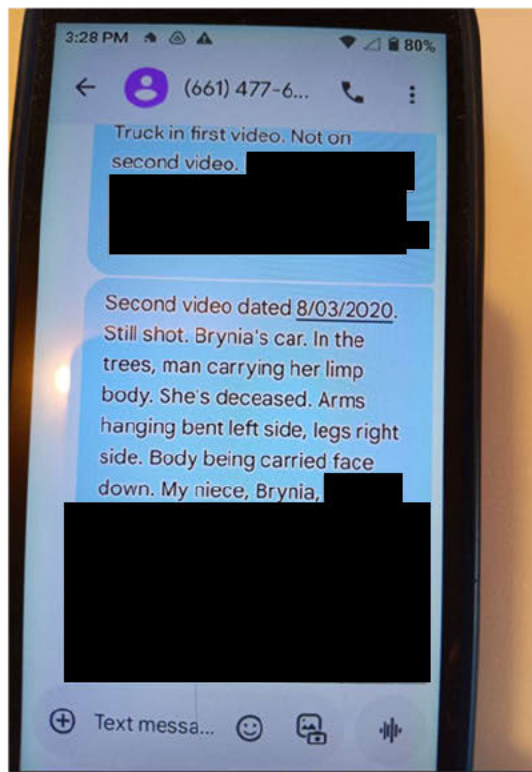 3:28 PM 80%
(661) 477-6...
Truck in first video. Not on
second video.
Second video dated 8/03/2020.
Still shot. Brynia's car. In the
trees, man carrying her limp
body. She's deceased. Arms
hanging bent left side, legs right
side. Body being carried face
down. My niece, Brynia,
Text messa...